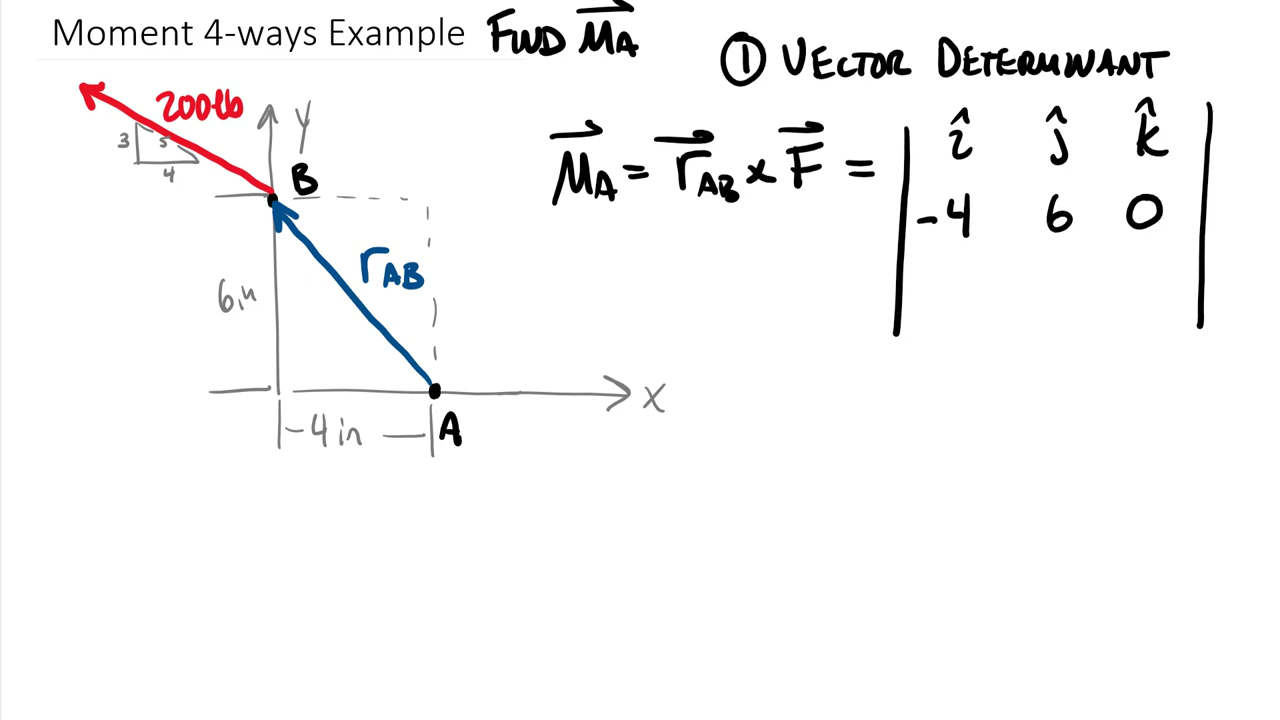 Moment 4-ways Example FIND M_A
① VECTOR DETERMINANT
200lb
Y
3 5 4
B
M_A = r_AB x F = | î ĵ k̂ |
-4 6 0
r_AB
6in
X
4 in
A